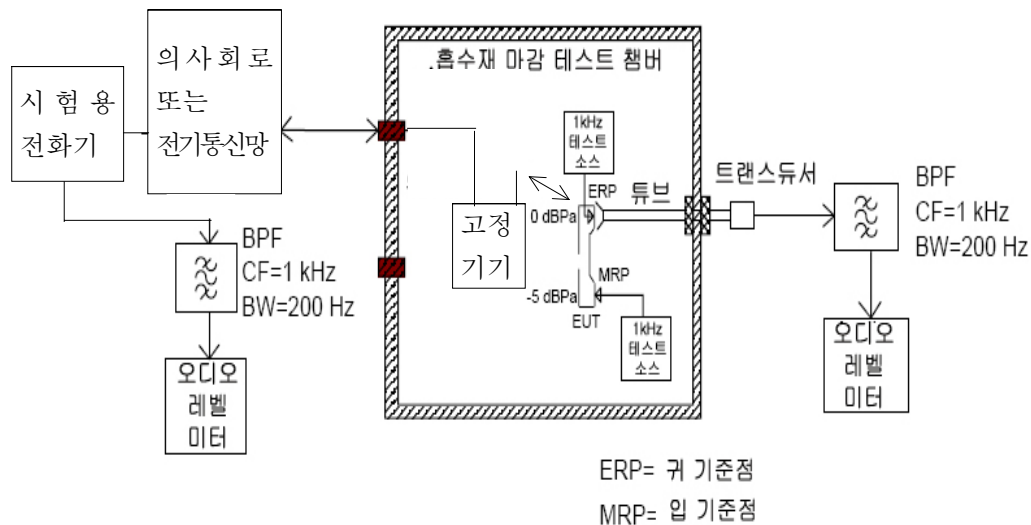 의사회로
또는
전기통신망
시 험 용
전화기
BPF
CF=1 kHz
BW=200 Hz
오디오
레벨
미터
.흡수재 마감 테스트 챔버
1kHz
테스트
소스
ERP
튜브
트랜스듀서
0 dBPa
고정
기기
MRP
-5 dBPa
EUT
1kHz
테스트
소스
BPF
CF=1 kHz
BW=200 Hz
오디오
레벨
미터
ERP= 귀 기준점
MRP= 입 기준점